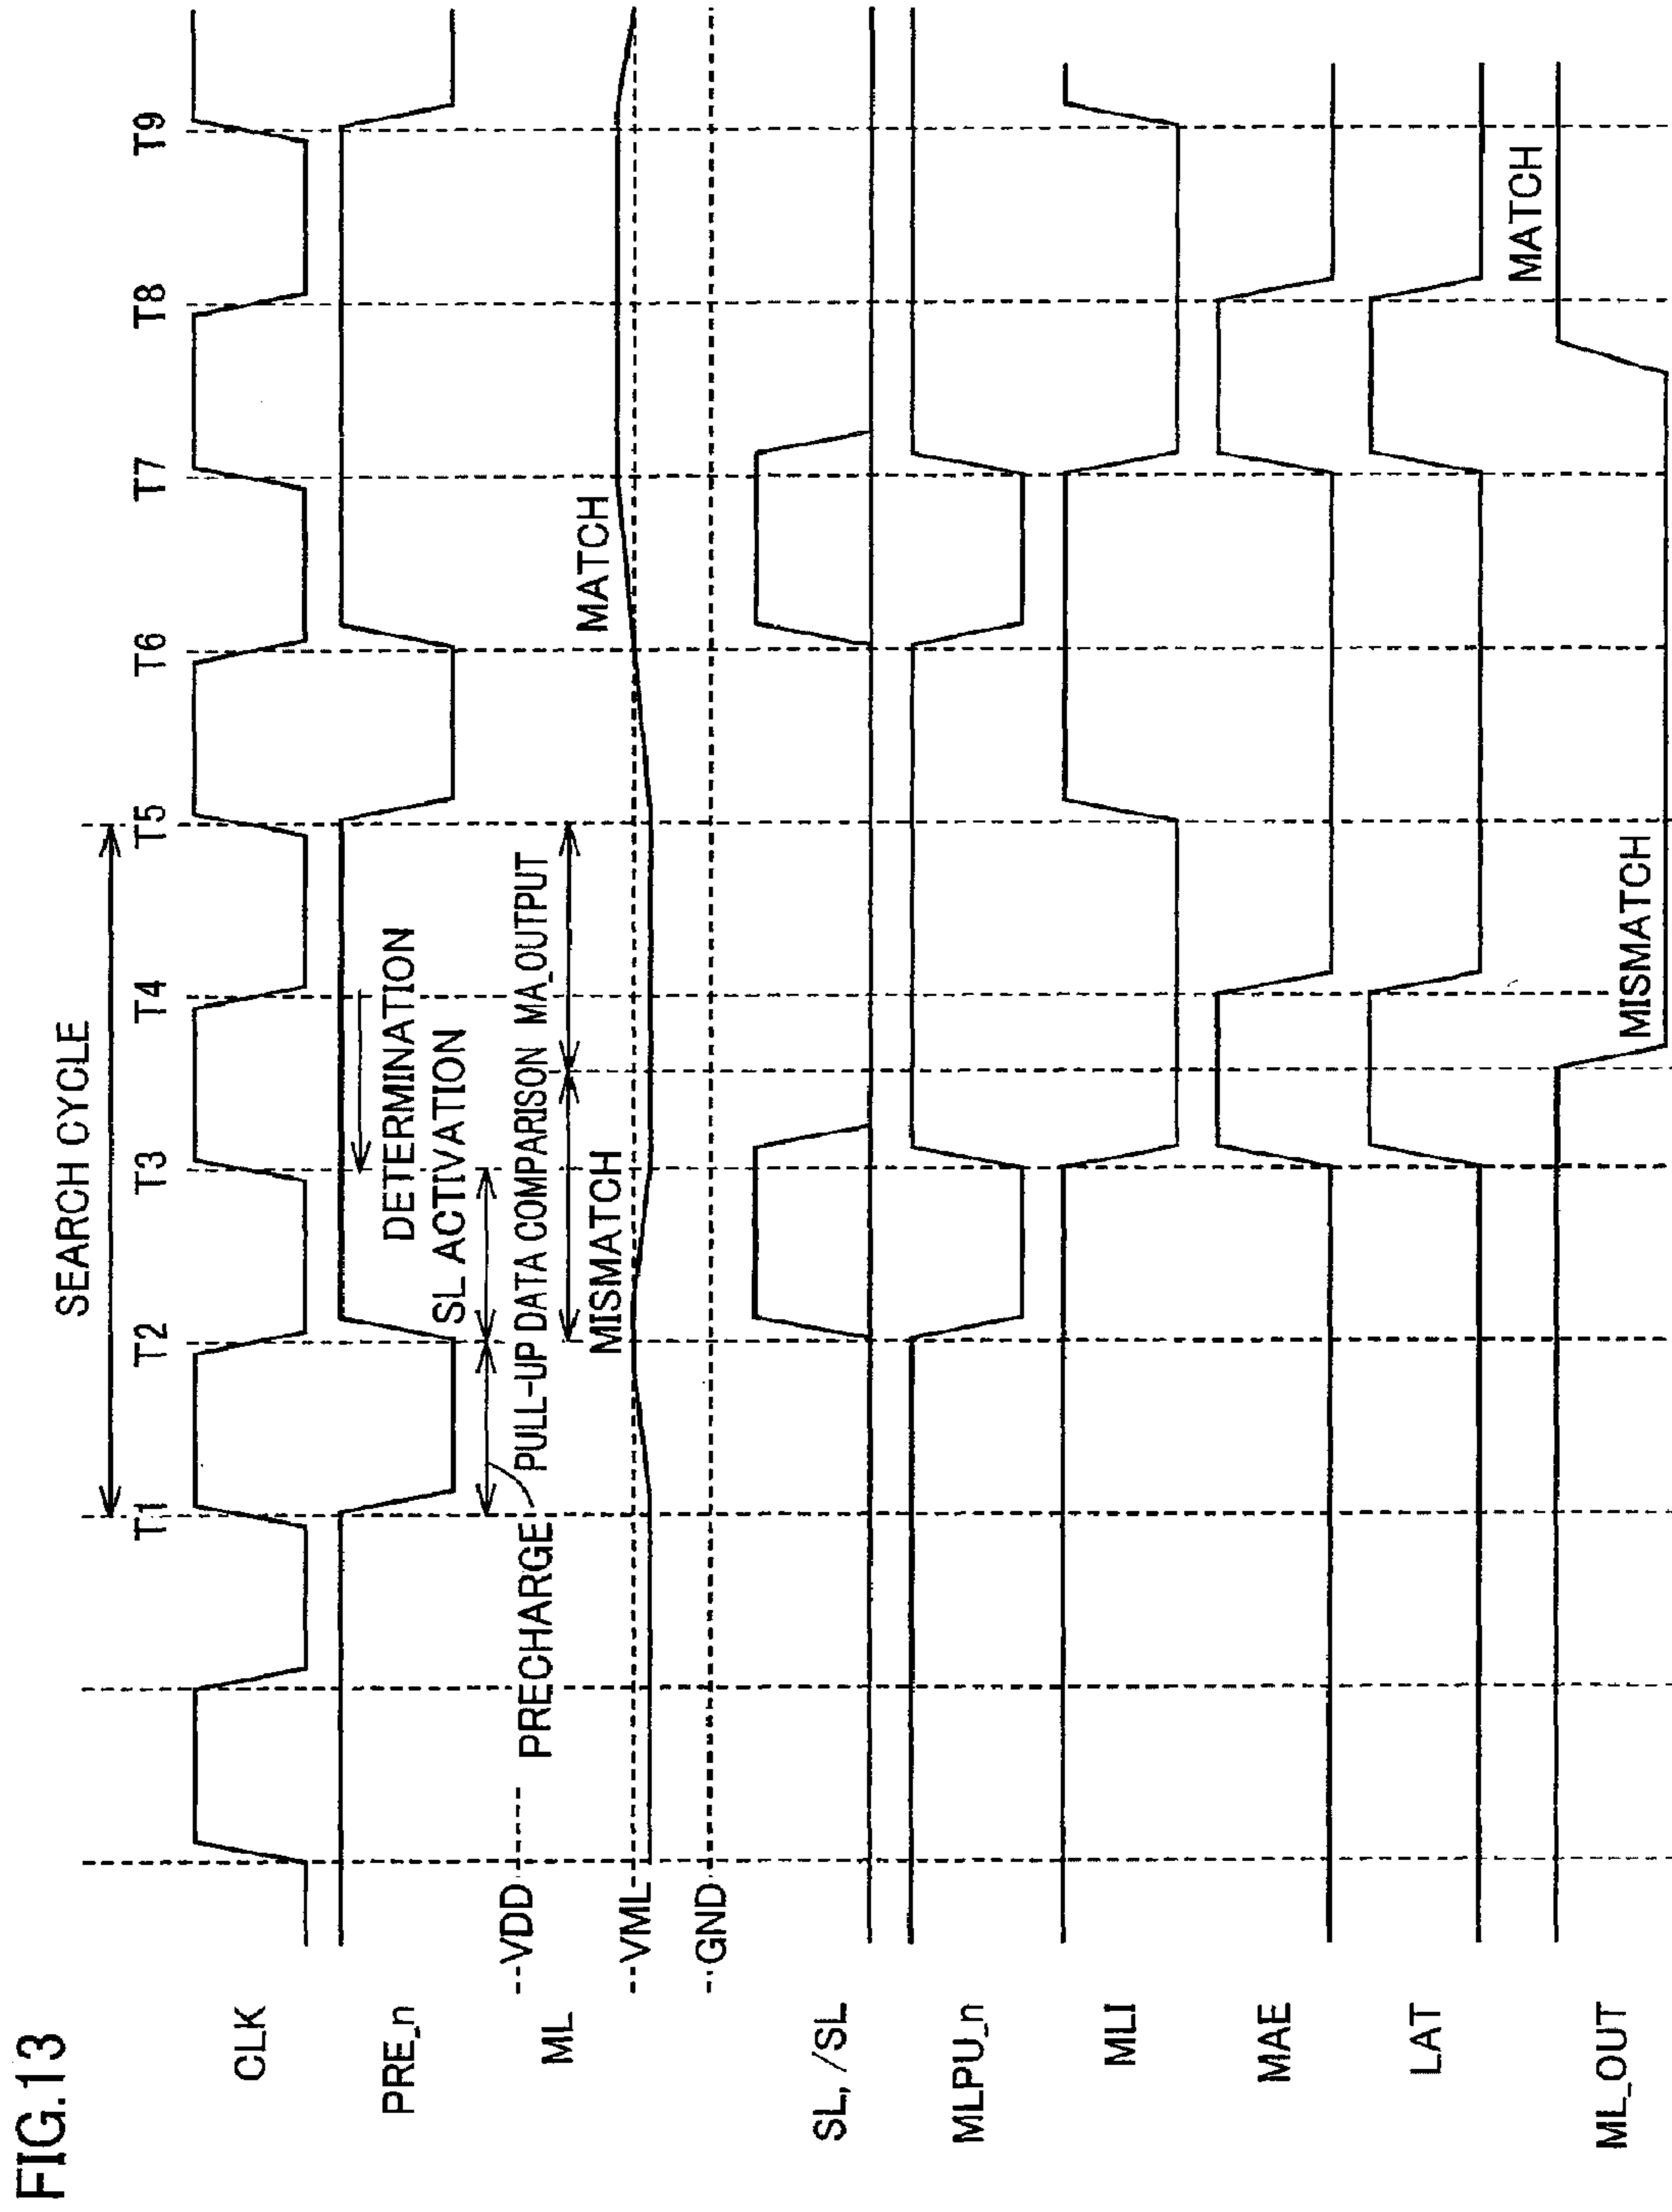 FIG.13
SEARCH CYCLE
T1 T2 T3 T4 T5 T6 T7 T8 T9
CLK
PRE_n
DETERMINATION
SL ACTIVATION
VDD
PRECHARGE
PULL-UP DATA COMPARISON MA_OUTPUT
ML
MISMATCH
MATCH
VML
GND
SL, /SL
MLPU_n
MLI
MAE
LAT
MATCH
ML_OUT
MISMATCH